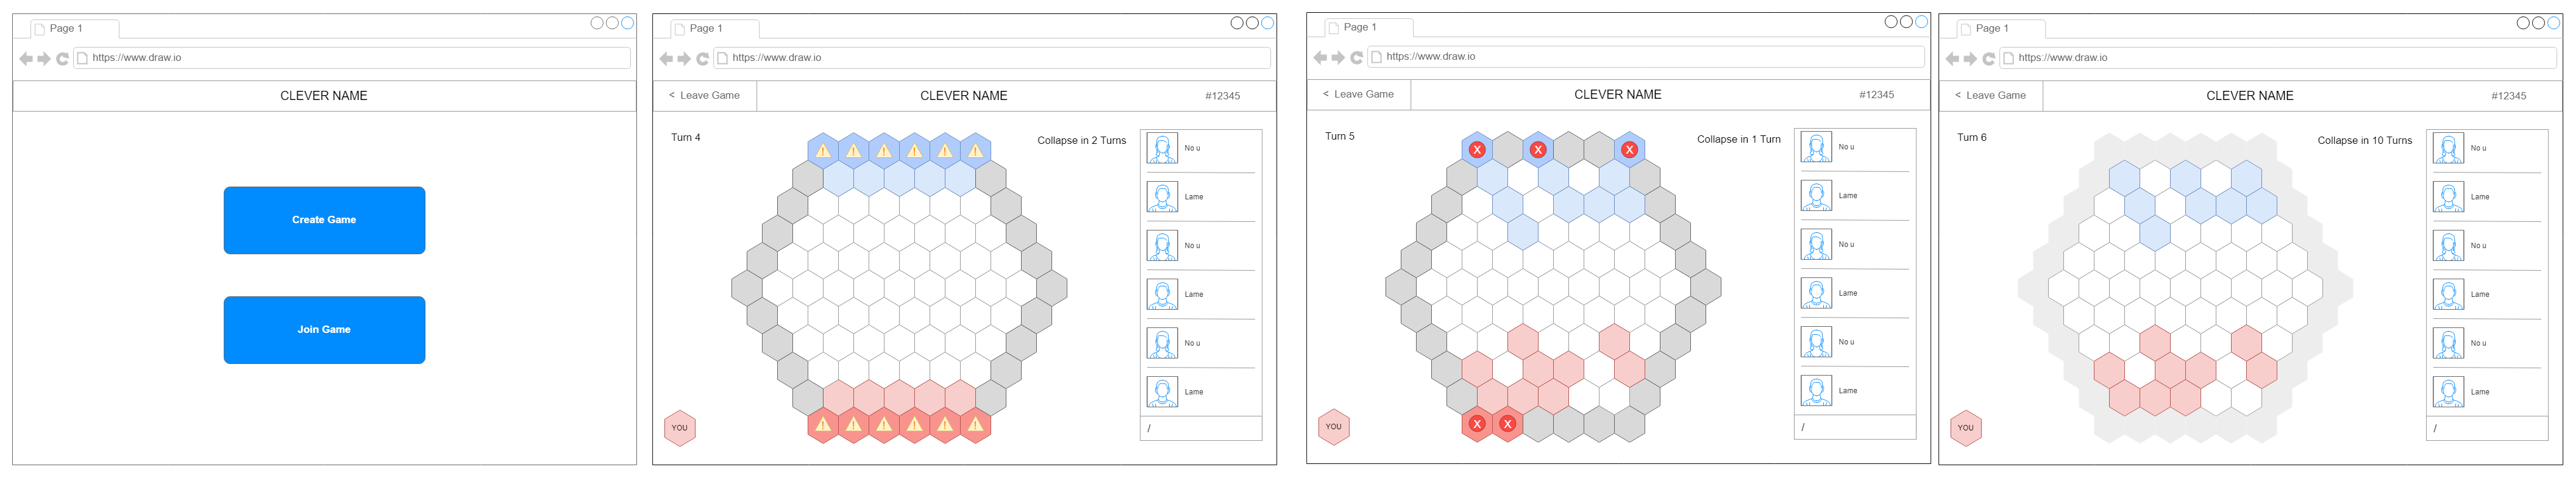 Page 1
https://www.draw.io
CLEVER NAME
Create Game
Join Game
Page 1
https://www.draw.io
< Leave Game
CLEVER NAME
#12345
Turn 4
Collapse in 2 Turns
! ! ! ! ! !
No u
Lame
No u
Lame
No u
Lame
! ! ! ! ! !
YOU
/
Page 1
https://www.draw.io
< Leave Game
CLEVER NAME
#12345
Turn 5
Collapse in 1 Turn
X X X
No u
Lame
No u
Lame
No u
Lame
X X
YOU
/
Page 1
https://www.draw.io
< Leave Game
CLEVER NAME
#12345
Turn 6
Collapse in 10 Turns
No u
Lame
No u
Lame
No u
Lame
YOU
/